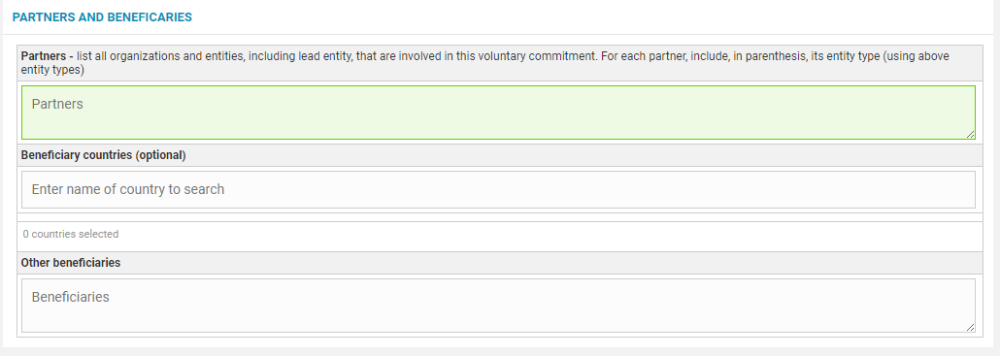 PARTNERS AND BENEFICARIES
Partners - list all organizations and entities, including lead entity, that are involved in this voluntary commitment. For each partner, include, in parenthesis, its entity type (using above
entity types)
Partners
Beneficiary countries (optional)
Enter name of country to search
0 countries selected
Other beneficiaries
Beneficiaries